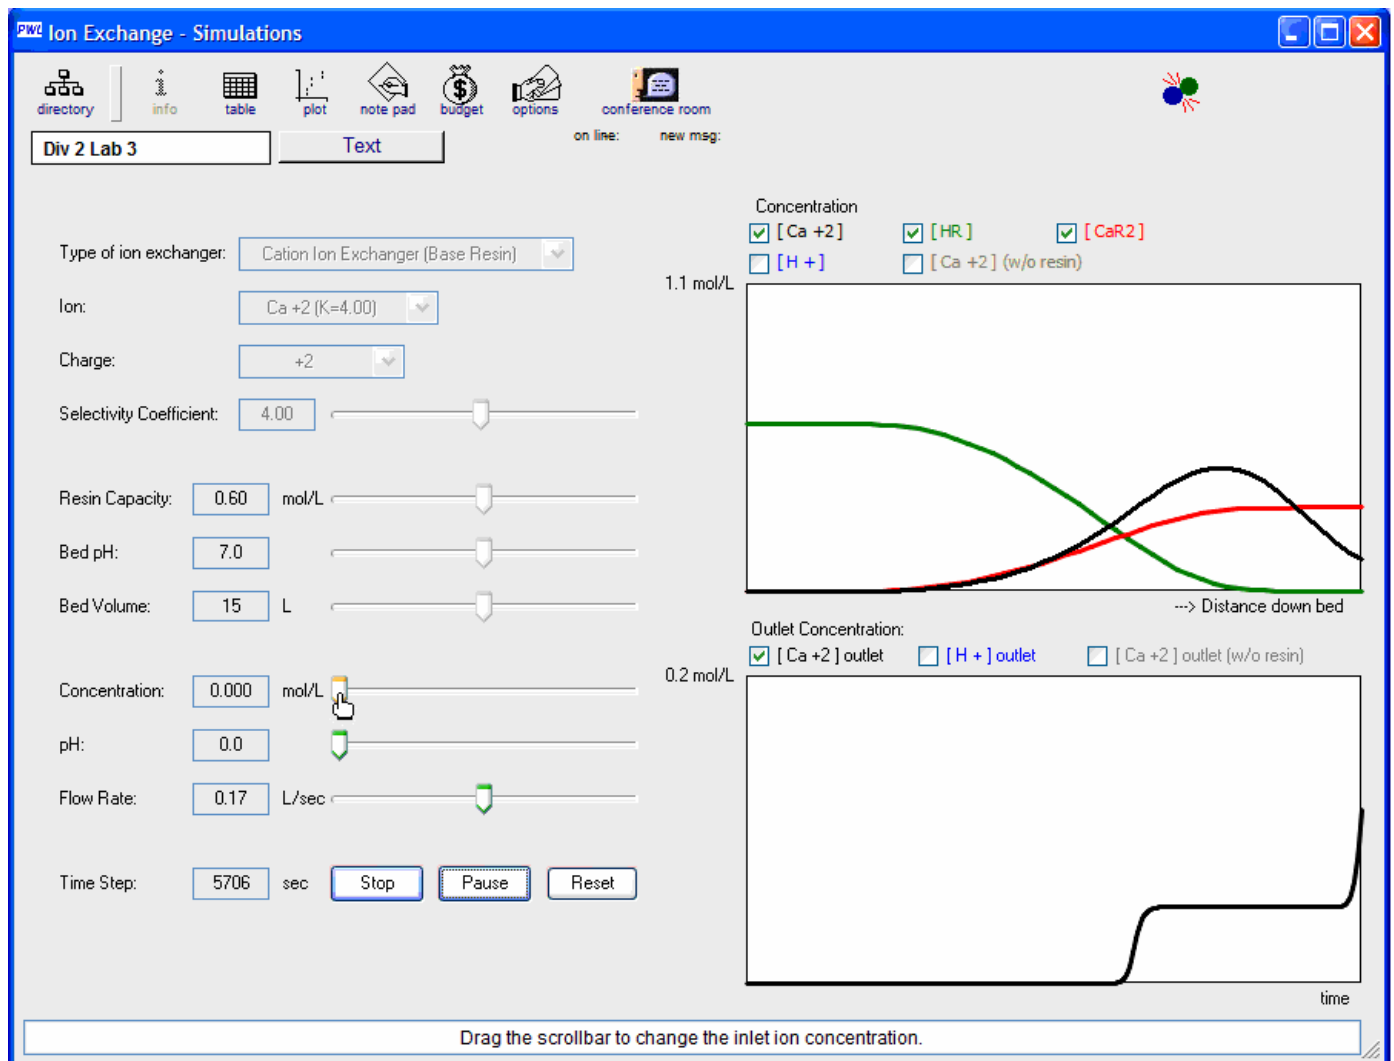 PWL Ion Exchange - Simulations
directory info table plot note pad budget options conference room
on line: new msg:
Div 2 Lab 3 Text
Concentration
[ Ca +2 ] [ HR ] [ CaR2 ]
[ H + ] [ Ca +2 ] (w/o resin)
Type of ion exchanger: Cation Ion Exchanger (Base Resin)
1.1 mol/L
Ion: Ca +2 (K=4.00)
Charge: +2
Selectivity Coefficient: 4.00
Resin Capacity: 0.60 mol/L
Bed pH: 7.0
Bed Volume: 15 L
---> Distance down bed
Outlet Concentration:
[ Ca +2 ] outlet [ H + ] outlet [ Ca +2 ] outlet (w/o resin)
0.2 mol/L
Concentration: 0.000 mol/L
pH: 0.0
Flow Rate: 0.17 L/sec
Time Step: 5706 sec Stop Pause Reset
time
Drag the scrollbar to change the inlet ion concentration.